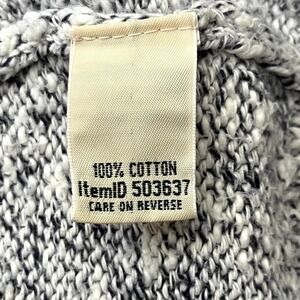 100% COTTON
ItemID 503637
CARE ON REVERSE